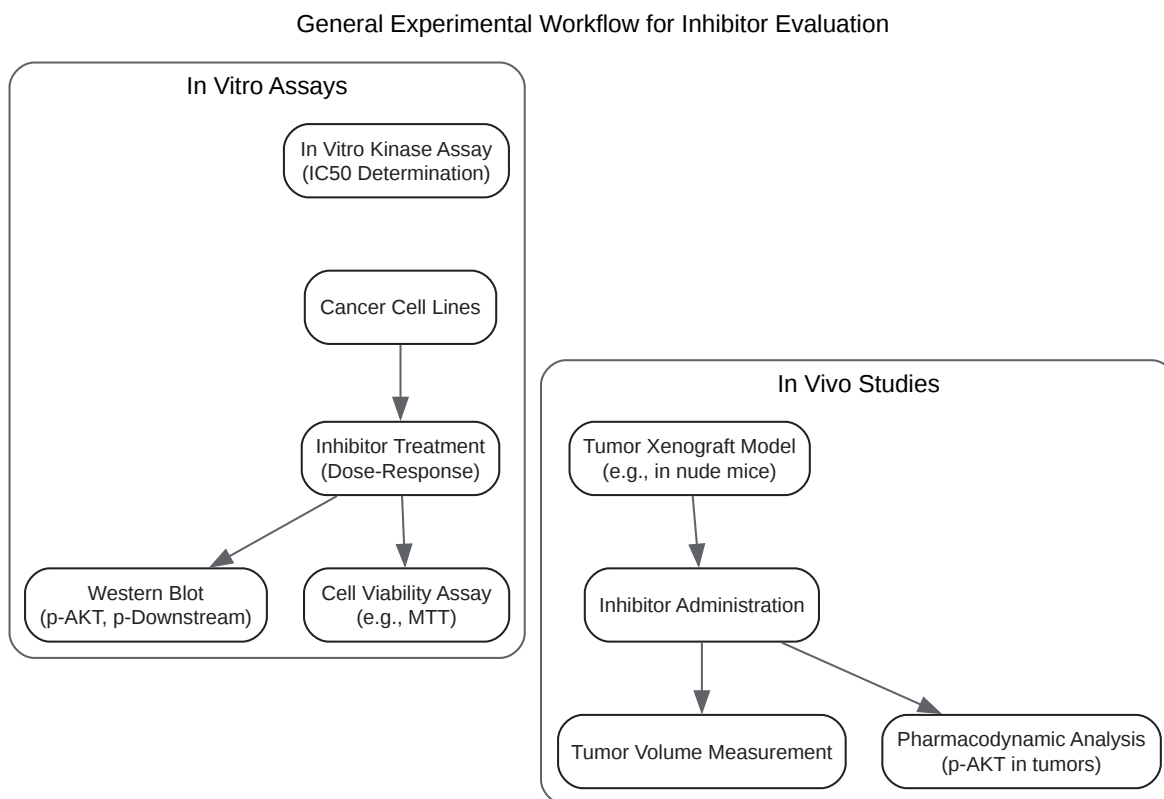 General Experimental Workflow for Inhibitor Evaluation
In Vitro Assays
In Vitro Kinase Assay
(IC50 Determination)
Cancer Cell Lines
Inhibitor Treatment
(Dose-Response)
Western Blot
(p-AKT, p-Downstream)
Cell Viability Assay
(e.g., MTT)
In Vivo Studies
Tumor Xenograft Model
(e.g., in nude mice)
Inhibitor Administration
Tumor Volume Measurement
Pharmacodynamic Analysis
(p-AKT in tumors)